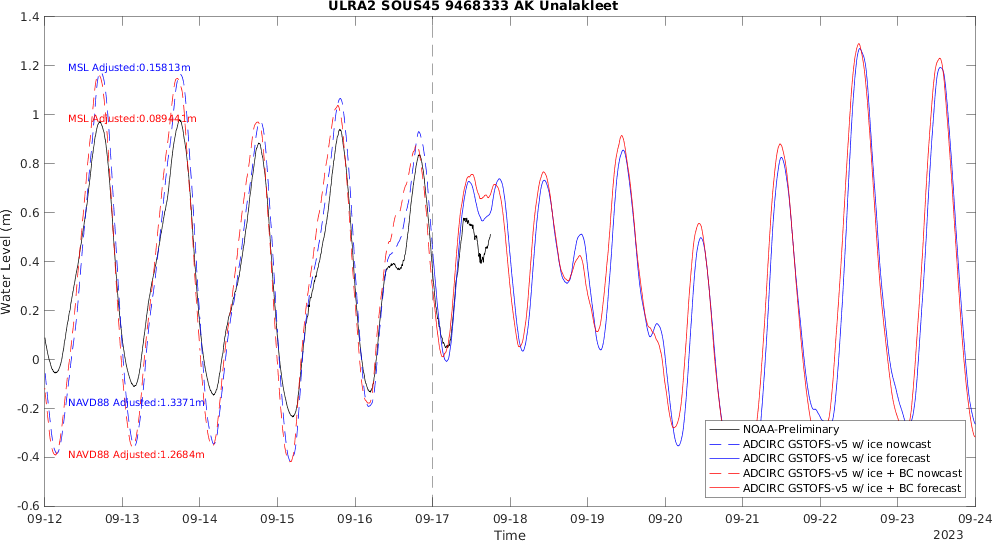 ULRA2 SOUS45 9468333 AK Unalakleet
1.4
1.2
1
0.8
0.6
0.4
0.2
0
-0.2
-0.4
-0.6
Water Level (m)
MSL Adjusted:0.15813m
MSL Adjusted:0.089441m
NAVD88 Adjusted:1.3371m
NAVD88 Adjusted:1.2684m
NOAA-Preliminary
ADCIRC GSTOFS-v5 w/ ice nowcast
ADCIRC GSTOFS-v5 w/ ice forecast
ADCIRC GSTOFS-v5 w/ ice + BC nowcast
ADCIRC GSTOFS-v5 w/ ice + BC forecast
09-12 09-13 09-14 09-15 09-16 09-17 09-18 09-19 09-20 09-21 09-22 09-23 09-24
Time
2023